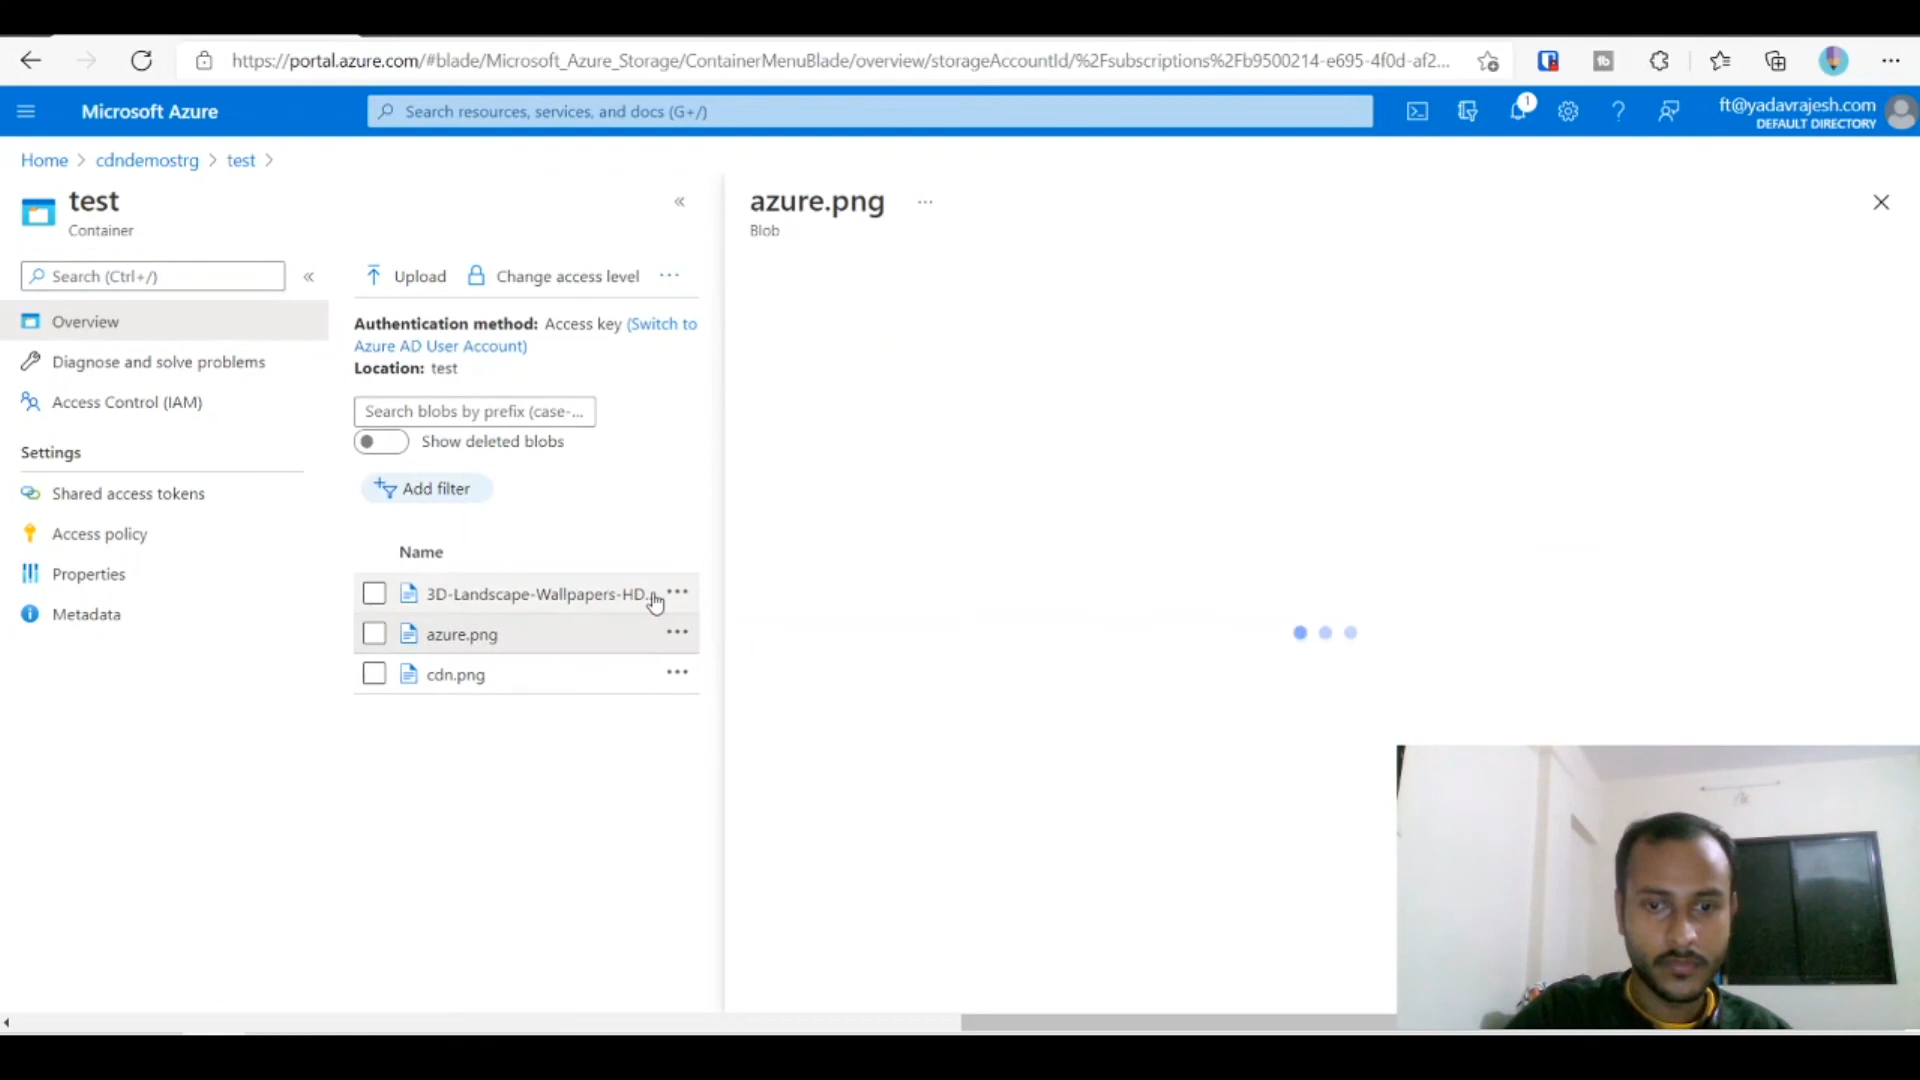 https://portal.azure.com/#blade/Microsoft_Azure_Storage/ContainerMenuBlade/overview/storageAccountId/%2Fsubscriptions%2Fb9500214-e695-4f0d-af2...
Microsoft Azure
Search resources, services, and docs (G+/)
1
ft@yadavrajesh.com
DEFAULT DIRECTORY
Home > cdndemostrg > test >
test
Container
«
azure.png
...
Blob
Search (Ctrl+/)
«
Upload
Change access level
...
Overview
Diagnose and solve problems
Access Control (IAM)
Settings
Shared access tokens
Access policy
Properties
Metadata
Authentication method: Access key (Switch to
Azure AD User Account)
Location: test
Search blobs by prefix (case-...
Show deleted blobs
Add filter
Name
3D-Landscape-Wallpapers-HD...
azure.png
cdn.png